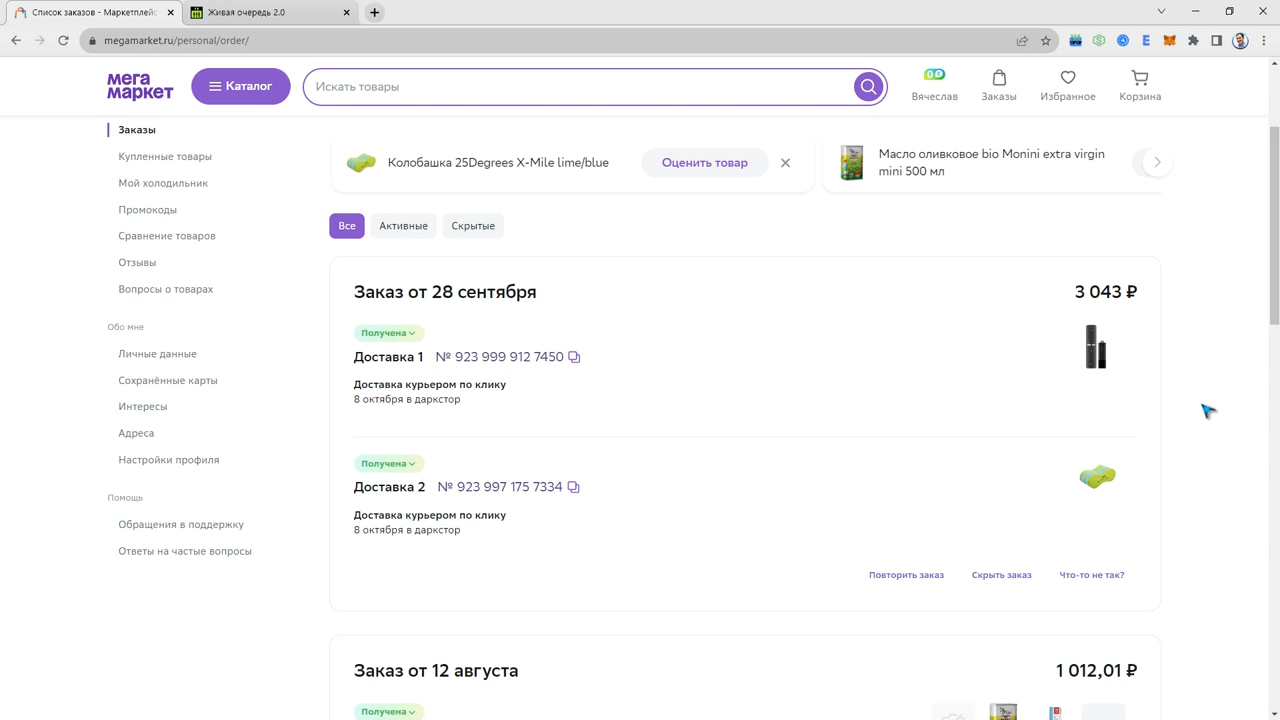 Список заказов - Маркетплейс
Живая очередь 2.0
megamarket.ru/personal/order/
мега
маркет
Каталог
Искать товары
0
Вячеслав
Заказы
Избранное
Корзина
Заказы
Купленные товары
Мой холодильник
Промокоды
Сравнение товаров
Отзывы
Вопросы о товарах
Обо мне
Личные данные
Сохранённые карты
Интересы
Адреса
Настройки профиля
Помощь
Обращения в поддержку
Ответы на частые вопросы
Колобашка 25Degrees X-Mile lime/blue
Оценить товар
Масло оливковое bio Monini extra virgin
mini 500 мл
Все
Активные
Скрытые
Заказ от 28 сентября
3 043 ₽
Получена
Доставка 1 № 923 999 912 7450
Доставка курьером по клику
8 октября в даркстор
Получена
Доставка 2 № 923 997 175 7334
Доставка курьером по клику
8 октября в даркстор
Повторить заказ
Скрыть заказ
Что-то не так?
Заказ от 12 августа
1 012,01 ₽
Получена